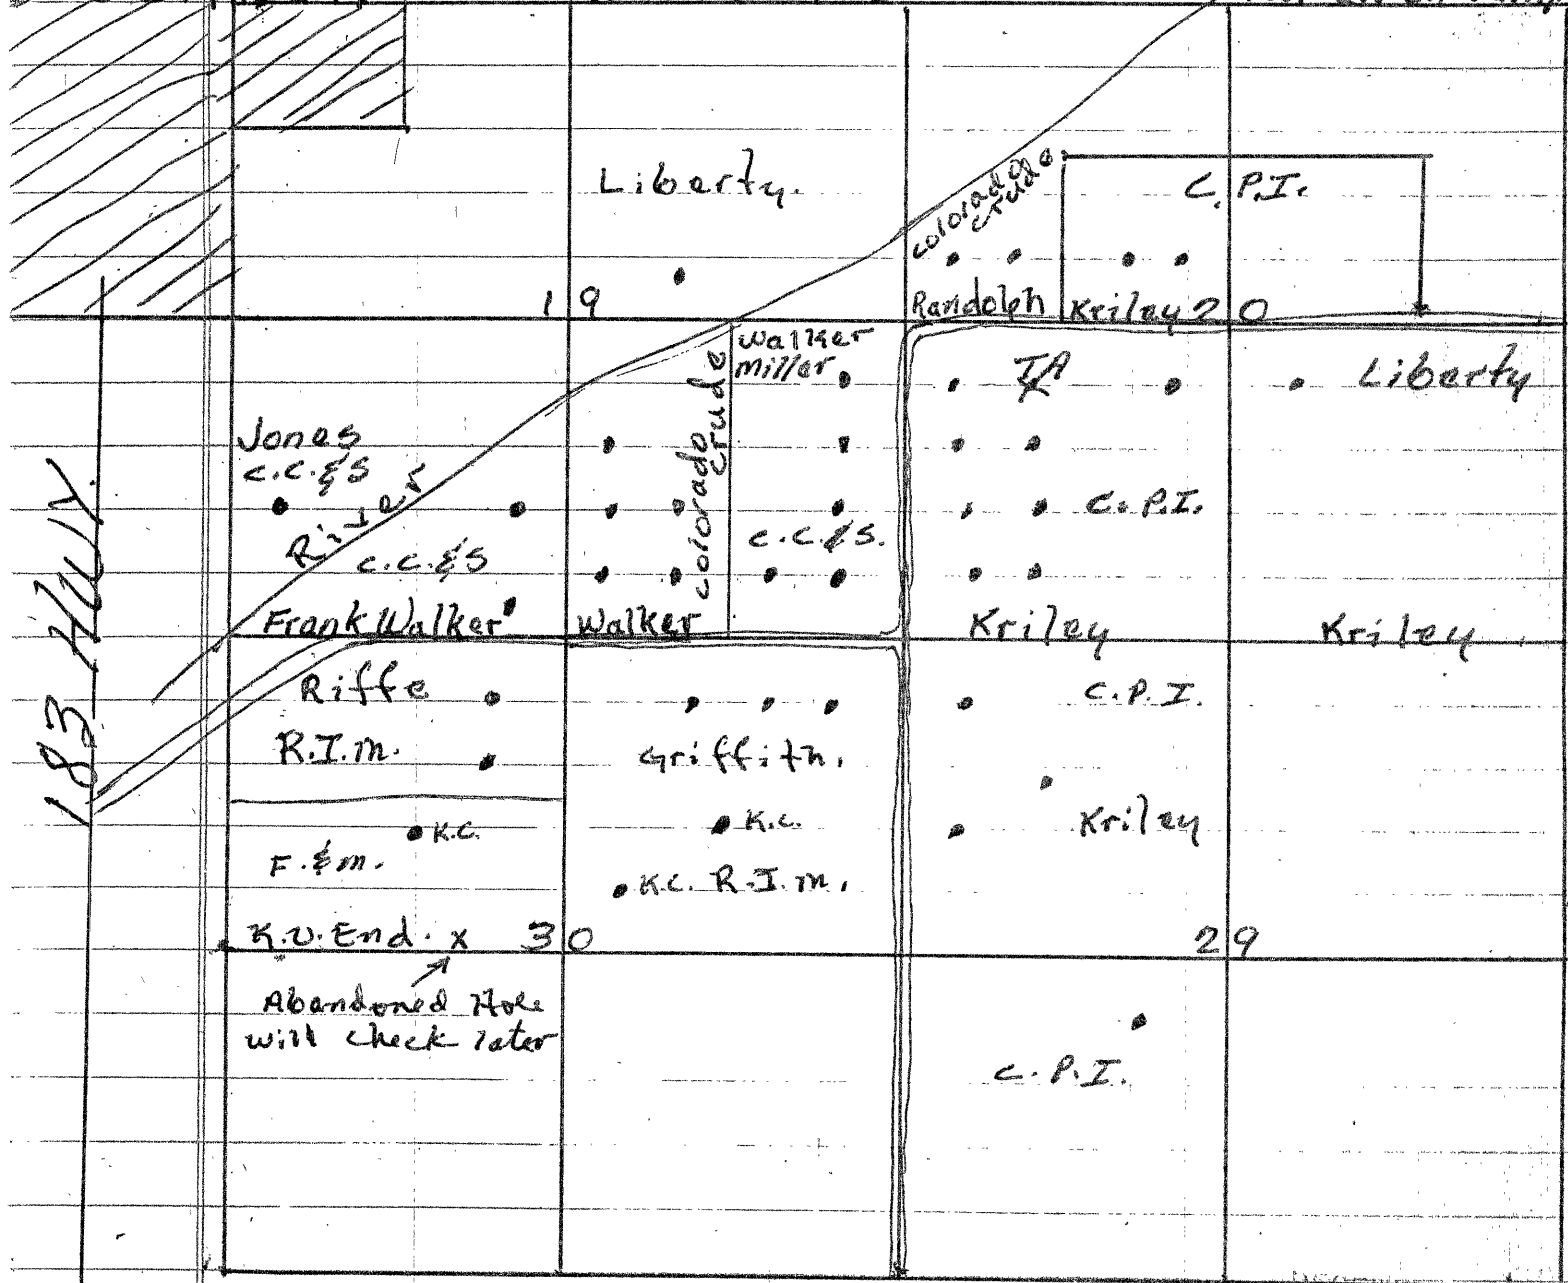 Liberty.
Colorado
crude
C.P.I.
19
Randolph
Kriley
20
Walker
Miller
Colorado
Crude
TA
Liberty
Jones
C.C.&S
River
C.C.&S
C.C.&S.
C.P.I.
Frank Walker
Walker
Kriley
Kriley
183 HWY.
Riffe
R.I.M.
Griffith.
C.P.I.
K.C.
F.&M.
K.C.
K.C. R.I.M.
Kriley
K.U. End. x
30
29
Abandoned Hole
will check later
C.P.I.